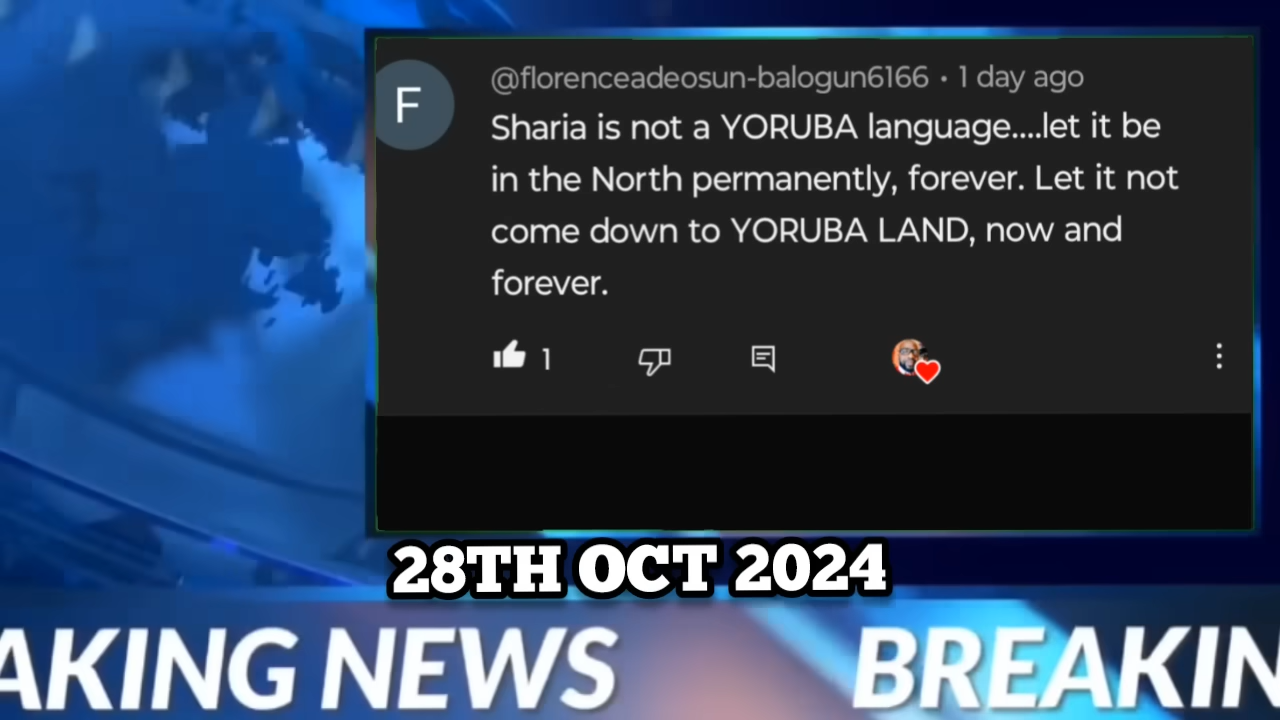 F
@florenceadeosun-balogun6166 • 1 day ago
Sharia is not a YORUBA language....let it be
in the North permanently, forever. Let it not
come down to YORUBA LAND, now and
forever.
1
28TH OCT 2024
AKING NEWS BREAKIN